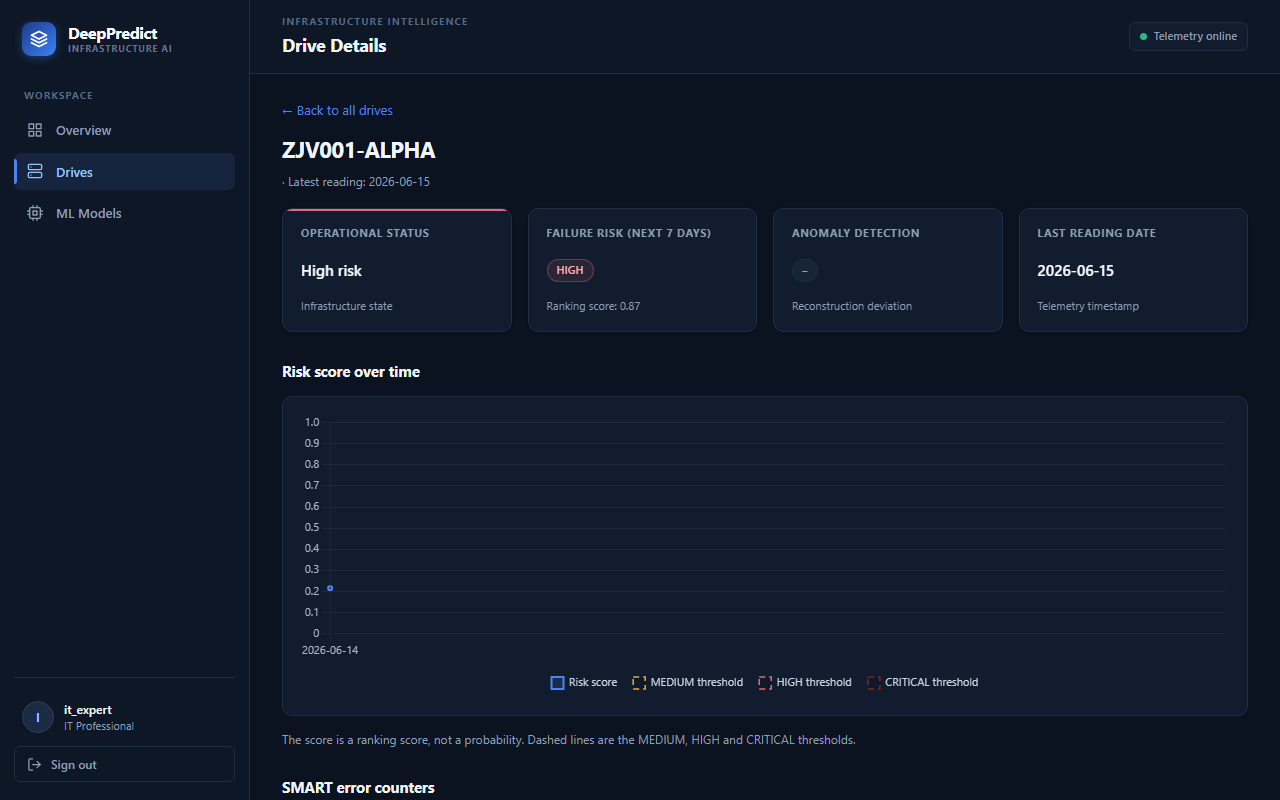 DeepPredict
INFRASTRUCTURE AI
WORKSPACE
Overview
Drives
ML Models
I
it_expert
IT Professional
Sign out
INFRASTRUCTURE INTELLIGENCE
Drive Details
Telemetry online
← Back to all drives
ZJV001-ALPHA
· Latest reading: 2026-06-15
OPERATIONAL STATUS
High risk
Infrastructure state
FAILURE RISK (NEXT 7 DAYS)
HIGH
Ranking score: 0.87
ANOMALY DETECTION
–
Reconstruction deviation
LAST READING DATE
2026-06-15
Telemetry timestamp
Risk score over time
1.0
0.9
0.8
0.7
0.6
0.5
0.4
0.3
0.2
0.1
0
2026-06-14
Risk score MEDIUM threshold HIGH threshold CRITICAL threshold
The score is a ranking score, not a probability. Dashed lines are the MEDIUM, HIGH and CRITICAL thresholds.
SMART error counters